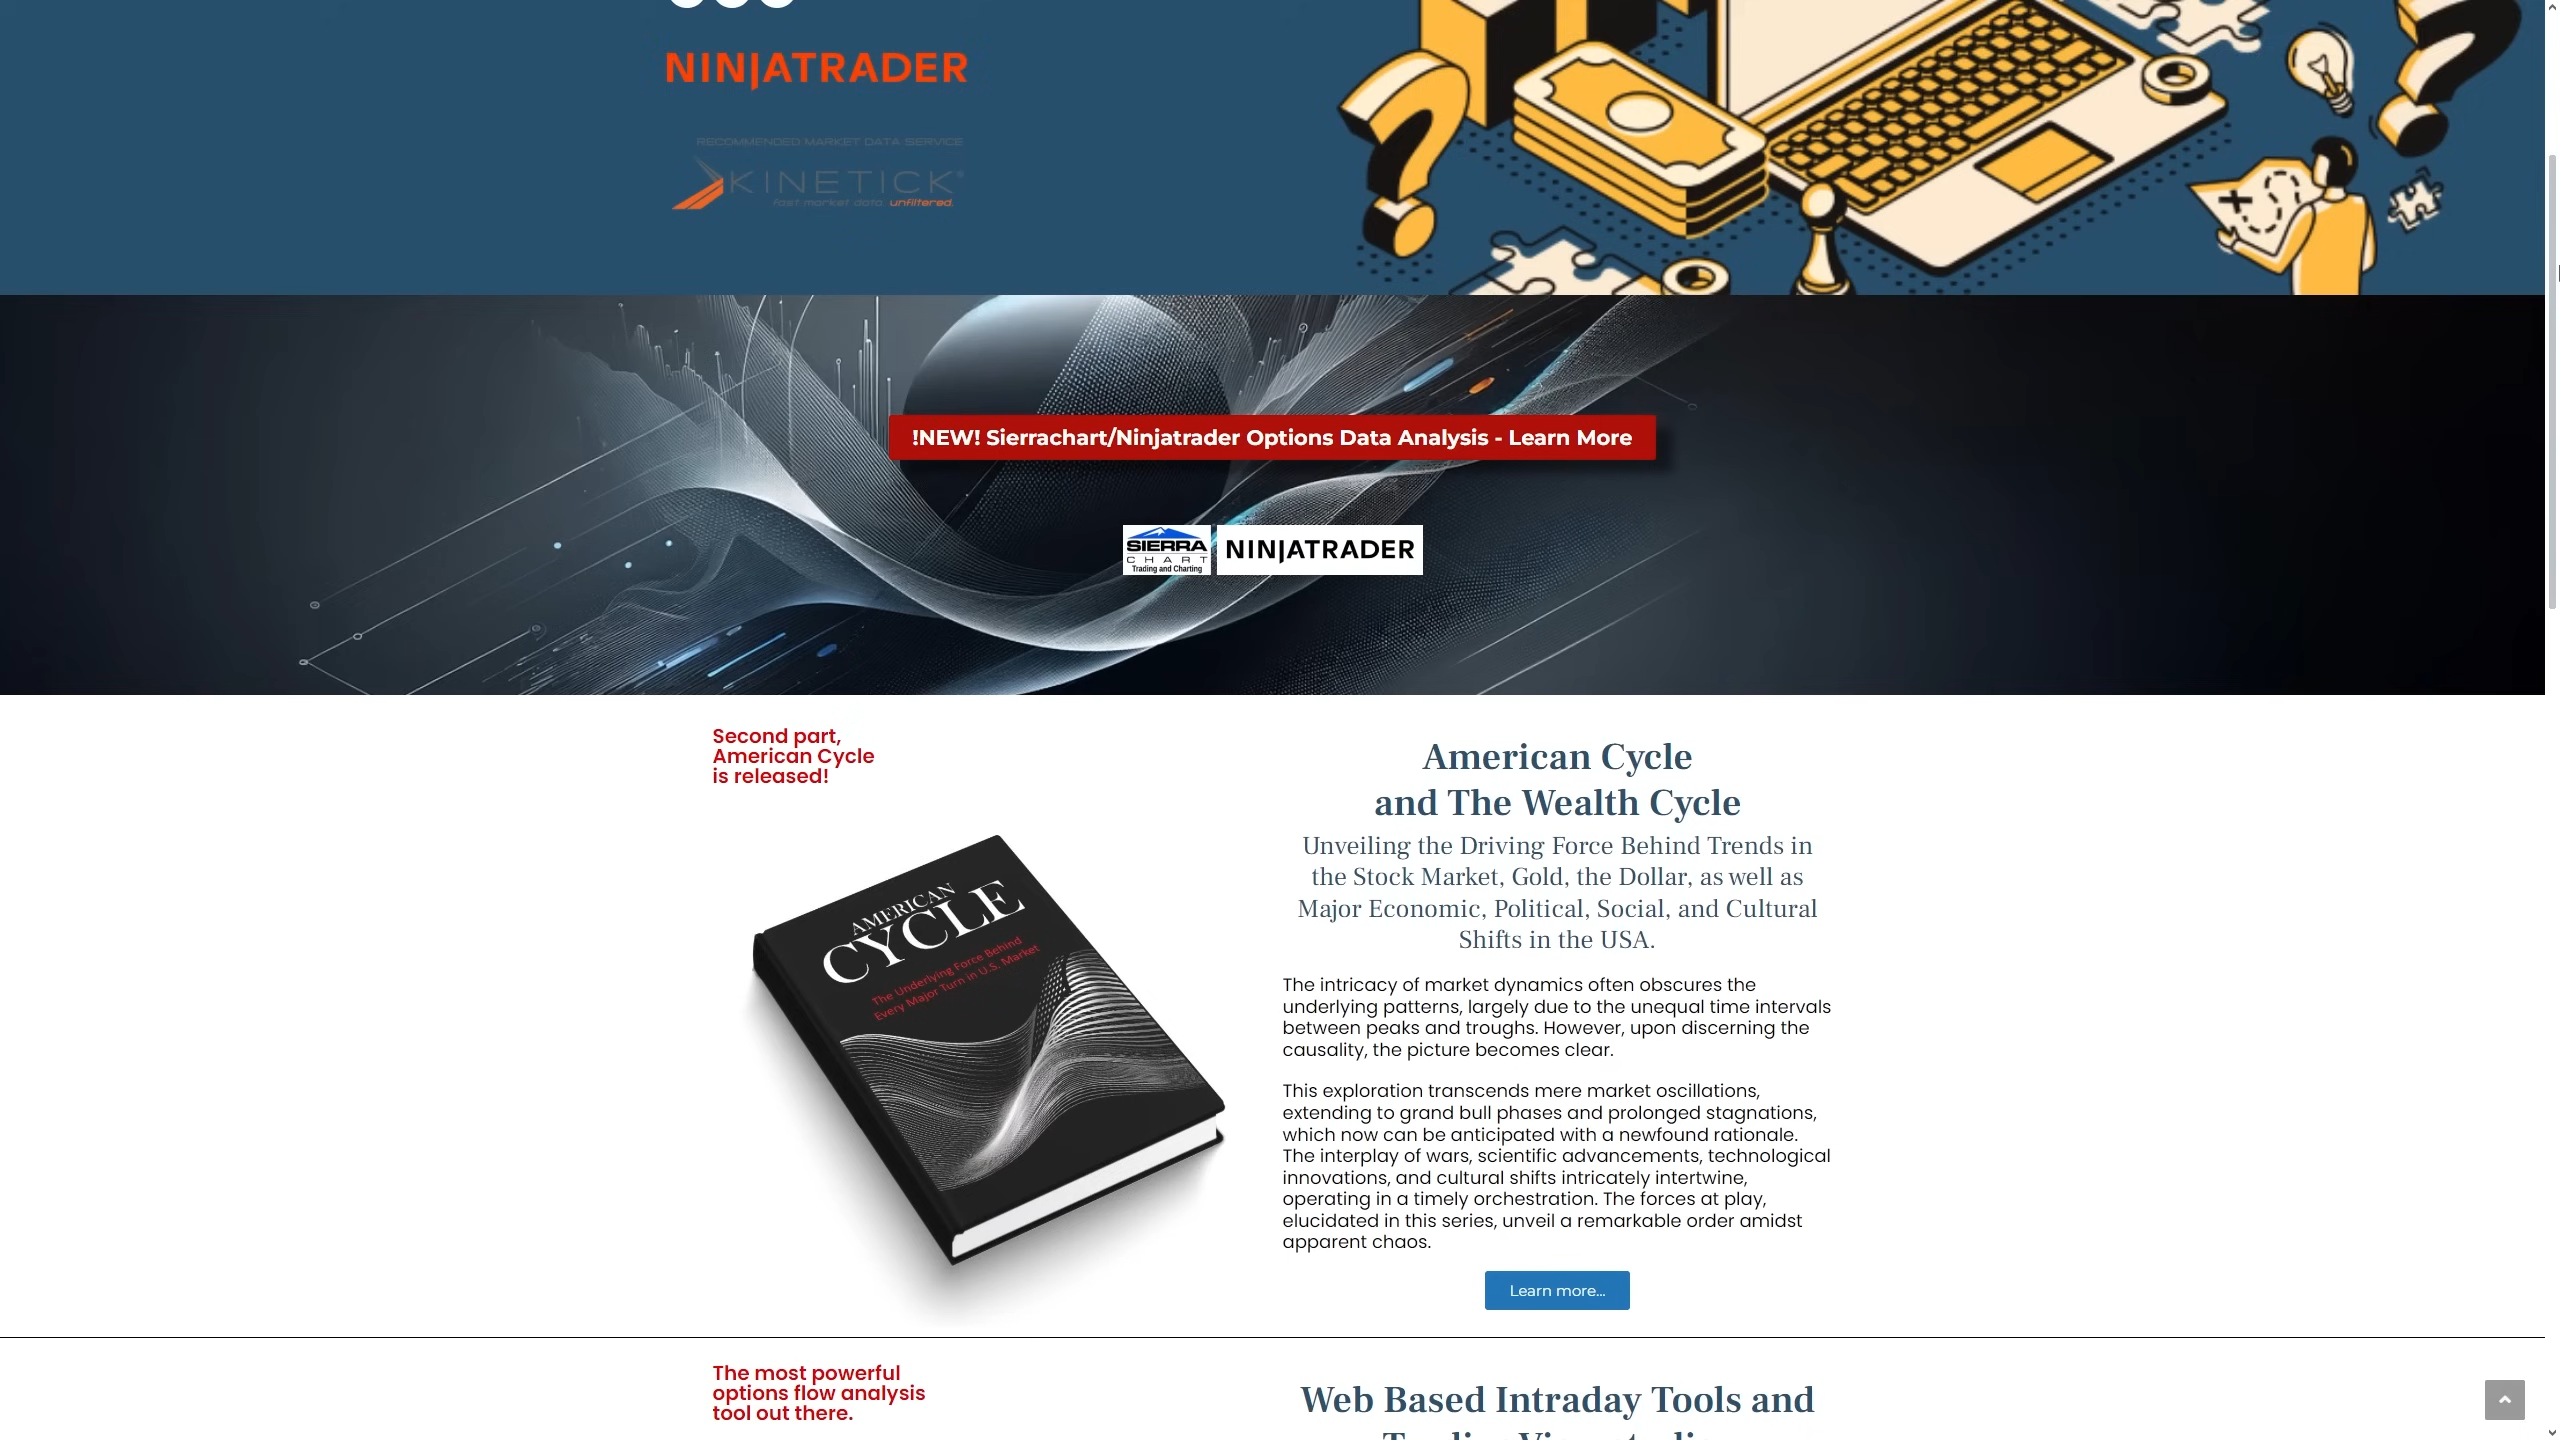 NINJATRADER
RECOMMENDED MARKET DATA SERVICE
KINETICK®
fast market data unfiltered.
!NEW! Sierrachart/Ninjatrader Options Data Analysis - Learn More
SIERRA
CHART
Trading and Charting
NINJATRADER
Second part,
American Cycle
is released!
AMERICAN
CYCLE
The Underlying Force Behind
Every Major Turn in U.S. Market
American Cycle
and The Wealth Cycle
Unveiling the Driving Force Behind Trends in
the Stock Market, Gold, the Dollar, as well as
Major Economic, Political, Social, and Cultural
Shifts in the USA.
The intricacy of market dynamics often obscures the
underlying patterns, largely due to the unequal time intervals
between peaks and troughs. However, upon discerning the
causality, the picture becomes clear.
This exploration transcends mere market oscillations,
extending to grand bull phases and prolonged stagnations,
which now can be anticipated with a newfound rationale.
The interplay of wars, scientific advancements, technological
innovations, and cultural shifts intricately intertwine,
operating in a timely orchestration. The forces at play,
elucidated in this series, unveil a remarkable order amidst
apparent chaos.
Learn more...
The most powerful
options flow analysis
tool out there.
Web Based Intraday Tools and